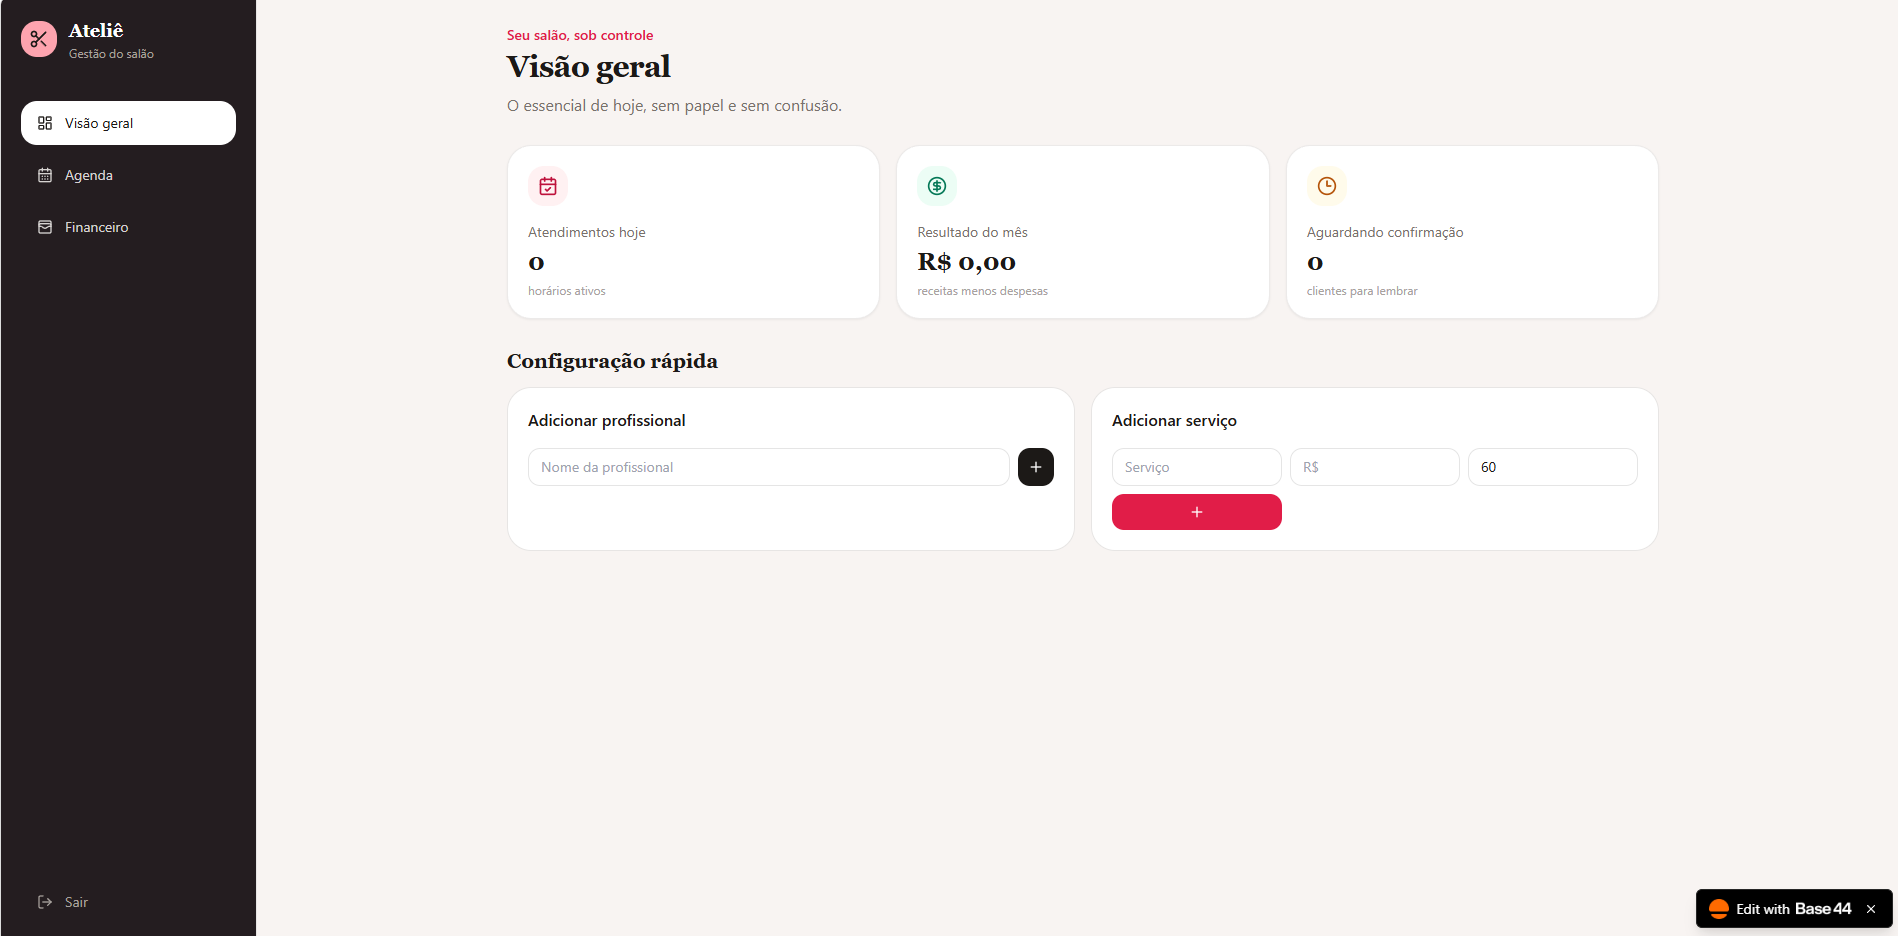 Ateliê
Gestão do salão
Visão geral
Agenda
Financeiro
Sair
Seu salão, sob controle
Visão geral
O essencial de hoje, sem papel e sem confusão.
Atendimentos hoje
0
horários ativos
Resultado do mês
R$ 0,00
receitas menos despesas
Aguardando confirmação
0
clientes para lembrar
Configuração rápida
Adicionar profissional
Nome da profissional
+
Adicionar serviço
Serviço
R$
60
+
Edit with Base44 ×